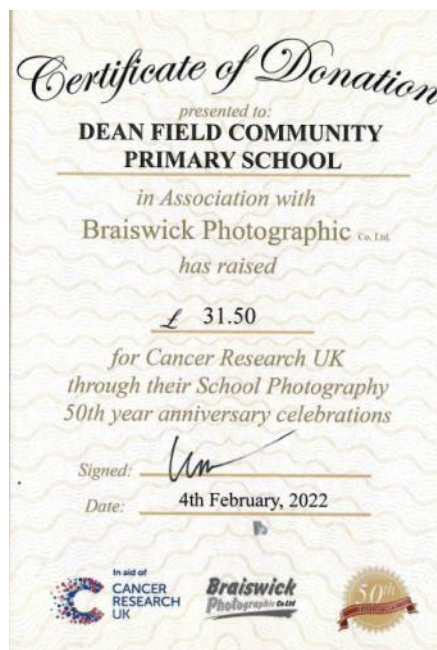 Certificate of Donation
presented to:
DEAN FIELD COMMUNITY
PRIMARY SCHOOL
in Association with
Braiswick Photographic Co. Ltd.
has raised
£ 31.50
for Cancer Research UK
through their School Photography
50th year anniversary celebrations
Signed:
Date: 4th February, 2022
In aid of
CANCER
RESEARCH
UK
Braiswick
Photographic Co Ltd
50th